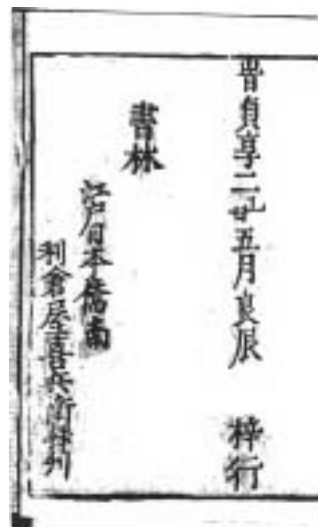 旹貞享二乙丑五月良辰　梓行
書林
江戸日本橋南
利倉屋喜兵衛